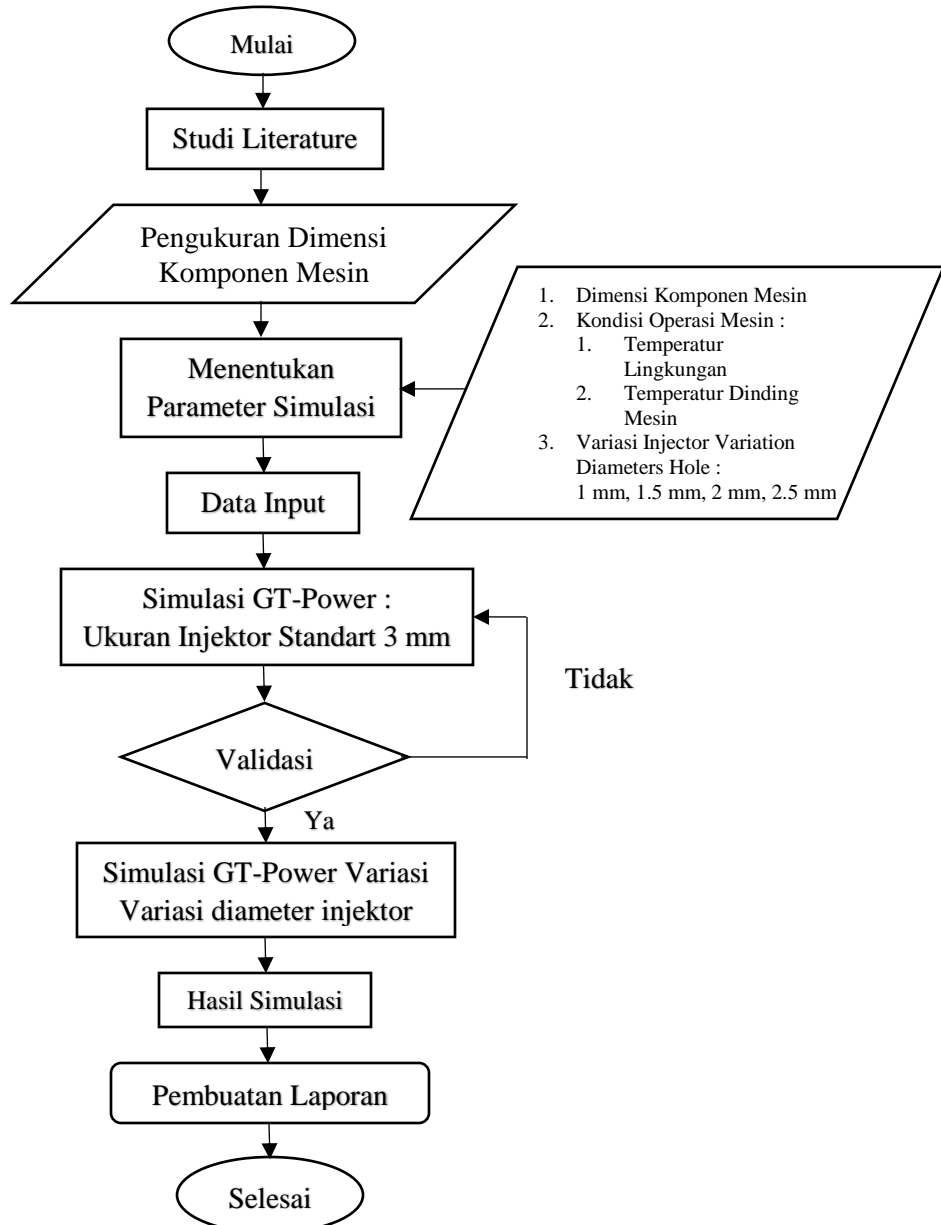 Mulai
Studi Literature
Pengukuran Dimensi
Komponen Mesin
1. Dimensi Komponen Mesin
2. Kondisi Operasi Mesin :
1. Temperatur
Lingkungan
2. Temperatur Dinding
Mesin
3. Variasi Injector Variation
Diameters Hole :
1 mm, 1.5 mm, 2 mm, 2.5 mm
Menentukan
Parameter Simulasi
Data Input
Simulasi GT-Power :
Ukuran Injektor Standart 3 mm
Tidak
Validasi
Ya
Simulasi GT-Power Variasi
Variasi diameter injektor
Hasil Simulasi
Pembuatan Laporan
Selesai